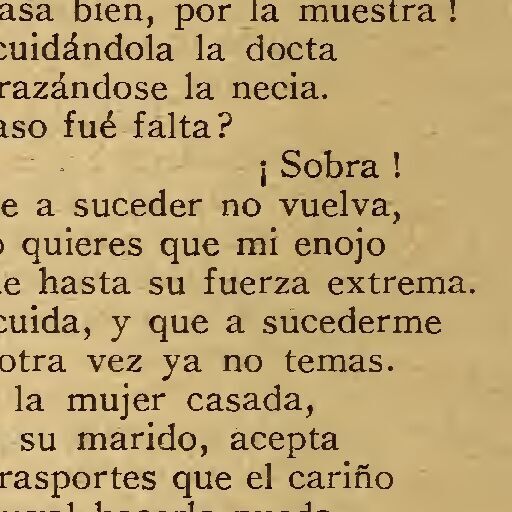 asa bien, por la muestra!
cuidándola la docta
razándose la necia.
aso fué falta?
¡Sobra!
e a suceder no vuelva,
o quieres que mi enojo
e hasta su fuerza extrema.
cuida, y que a sucederme
otra vez ya no temas.
la mujer casada,
su marido, acepta
rasportes que el cariño